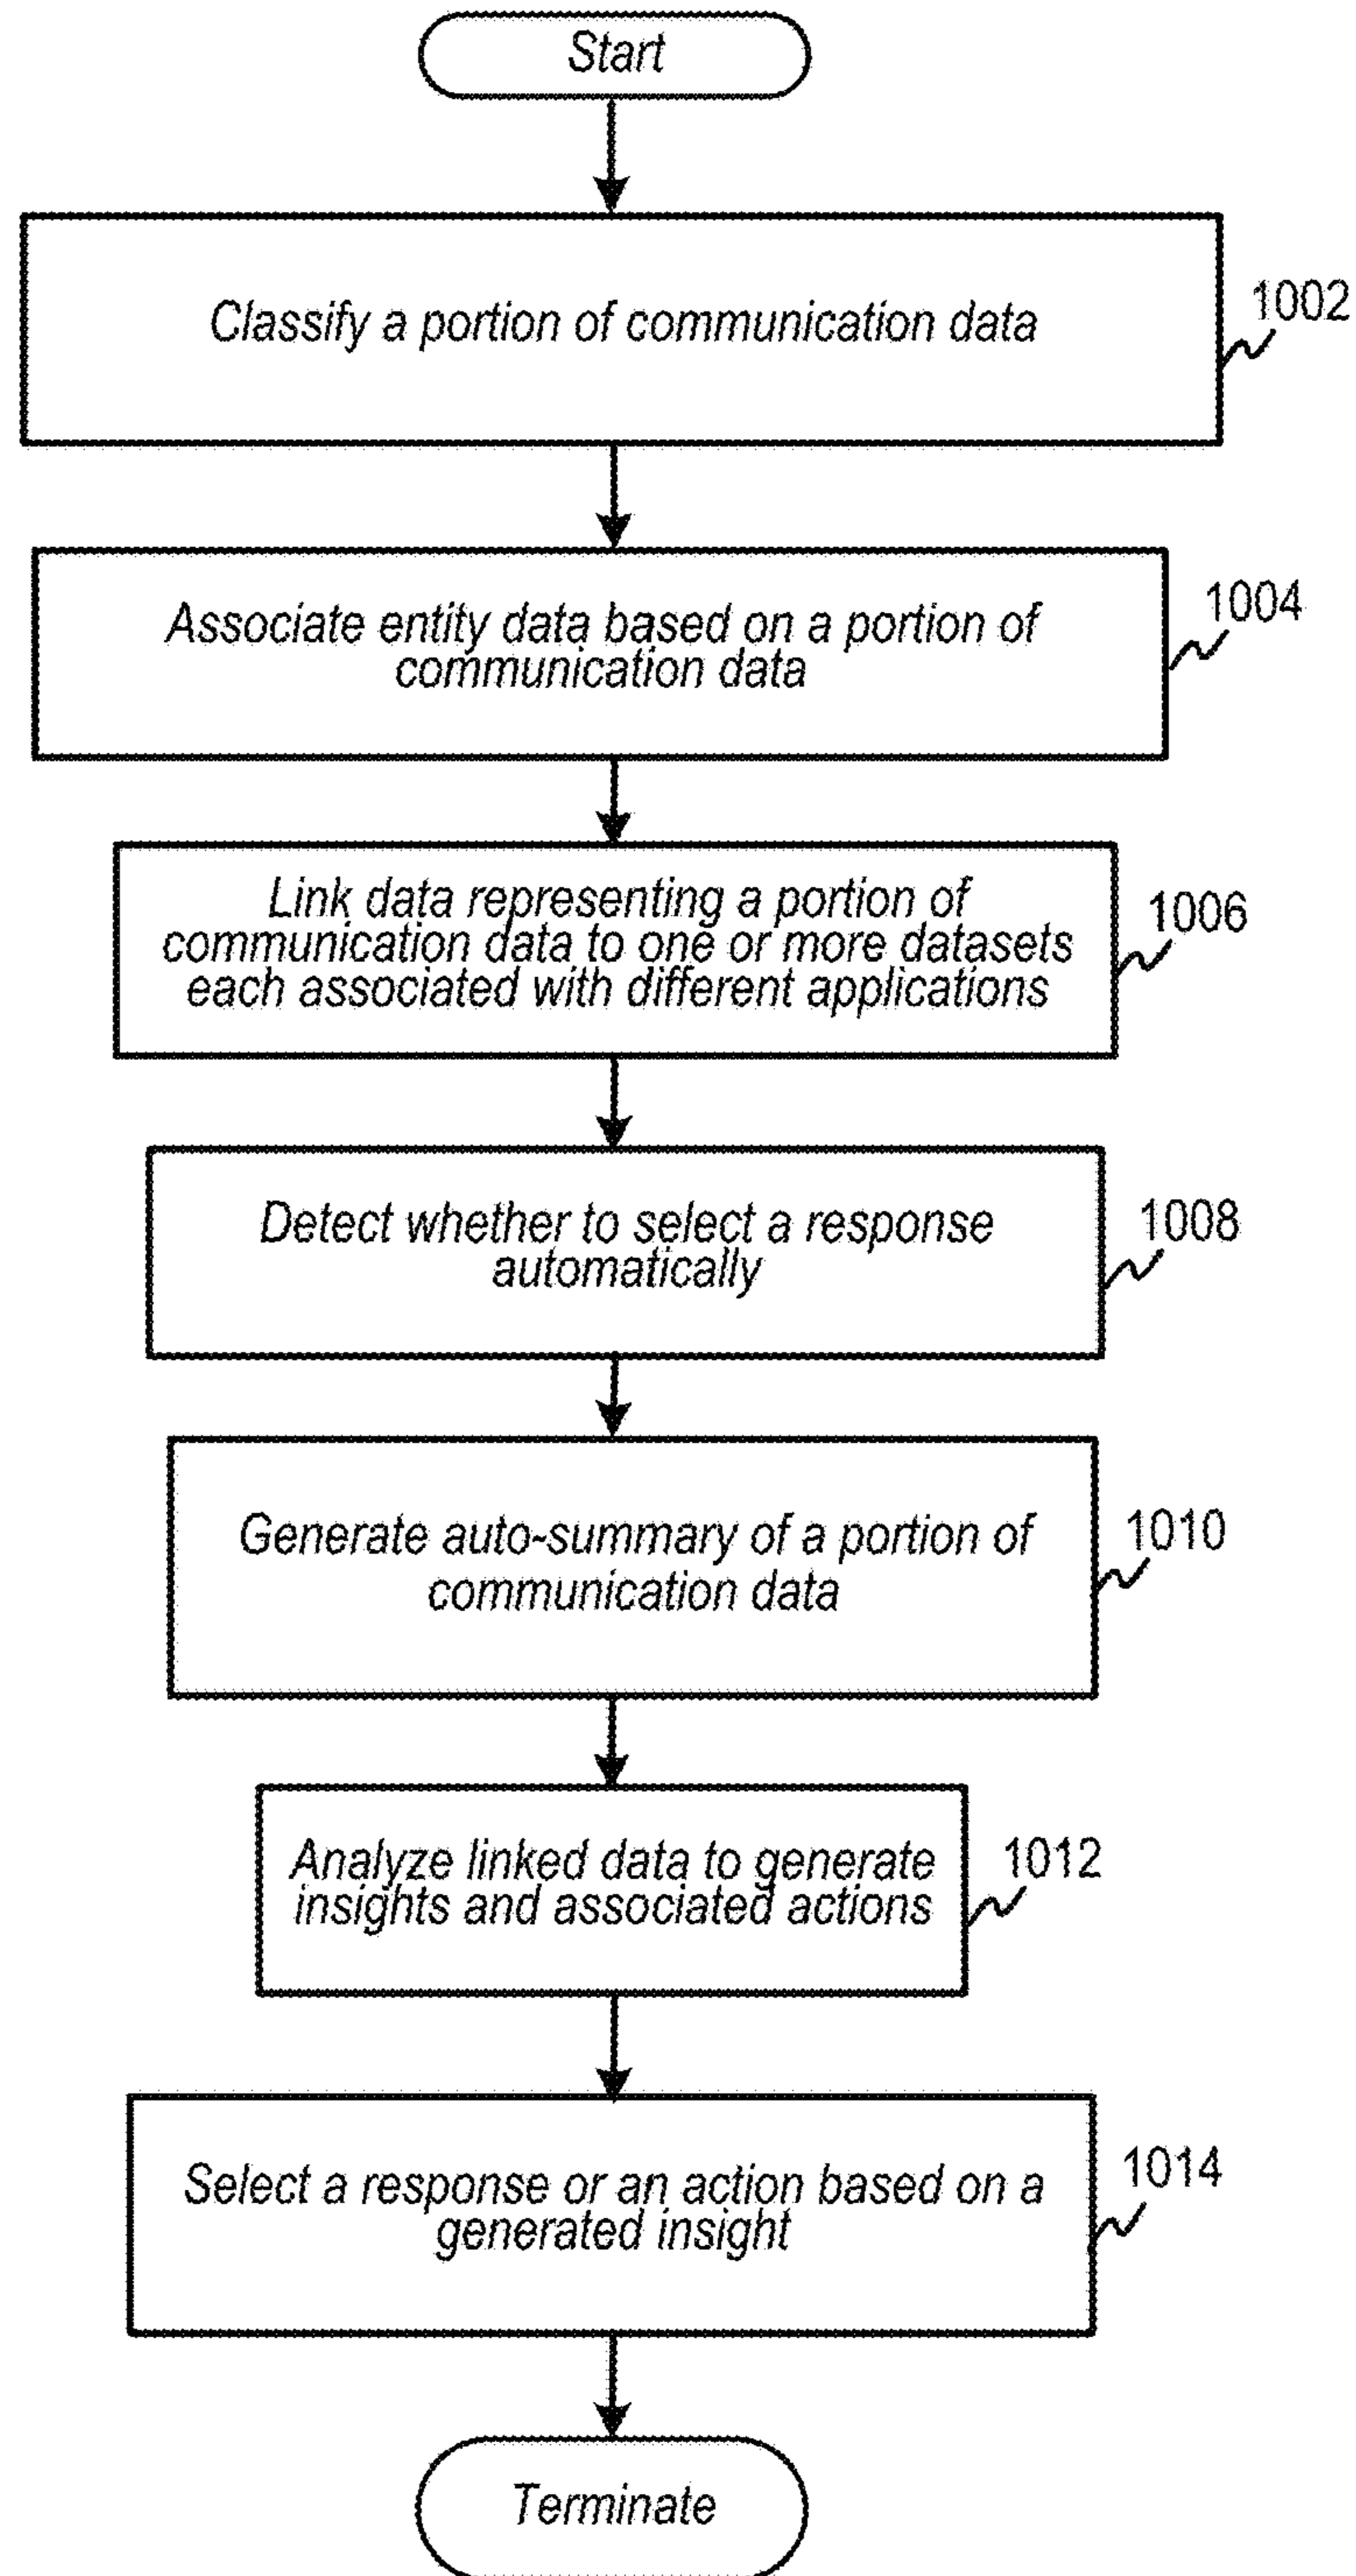 Start
Classify a portion of communication data
1002
Associate entity data based on a portion of
communication data
1004
Link data representing a portion of
communication data to one or more datasets
each associated with different applications
1006
Detect whether to select a response
automatically
1008
Generate auto-summary of a portion of
communication data
1010
Analyze linked data to generate
insights and associated actions
1012
Select a response or an action based on a
generated insight
1014
Terminate